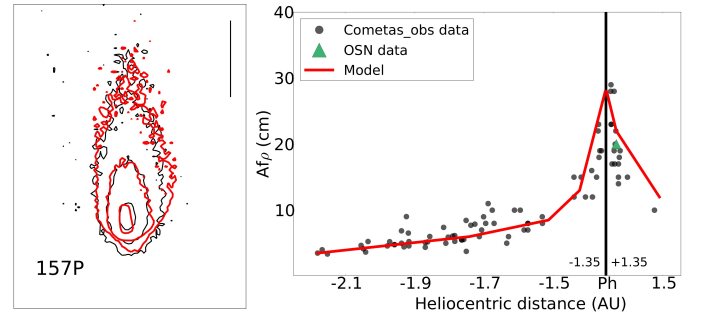 157P
40
30
20
10
Afρ (cm)
Cometas_obs data
OSN data
Model
-1.35 +1.35
-2.1 -1.9 -1.7 -1.5 Ph 1.5
Heliocentric distance (AU)